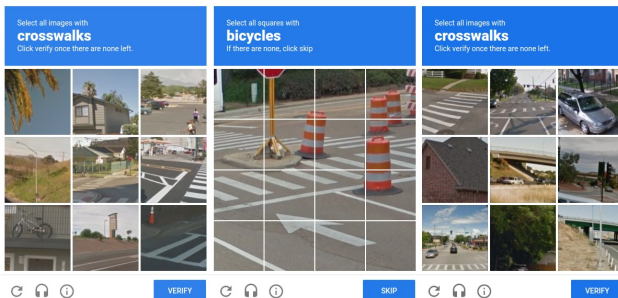 Select all images with
crosswalks
Click verify once there are none left.
VERIFY
Select all squares with
bicycles
If there are none, click skip
SKIP
Select all images with
crosswalks
Click verify once there are none left.
VERIFY